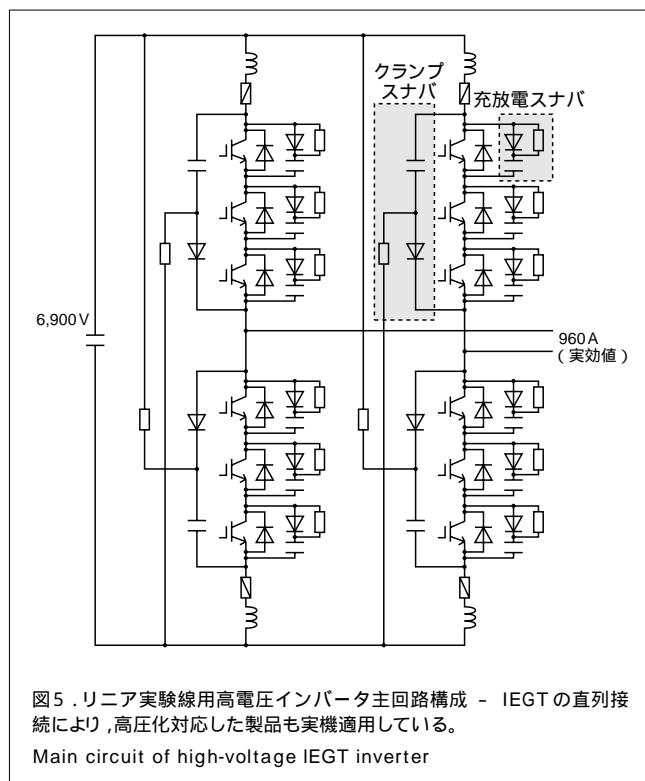 クランプ
スナバ
充放電スナバ
6,900V
960A
(実効値)
図5．リニア実験線用高電圧インバータ主回路構成 － IEGTの直列接
続により，高圧化対応した製品も実機適用している。
Main circuit of high-voltage IEGT inverter